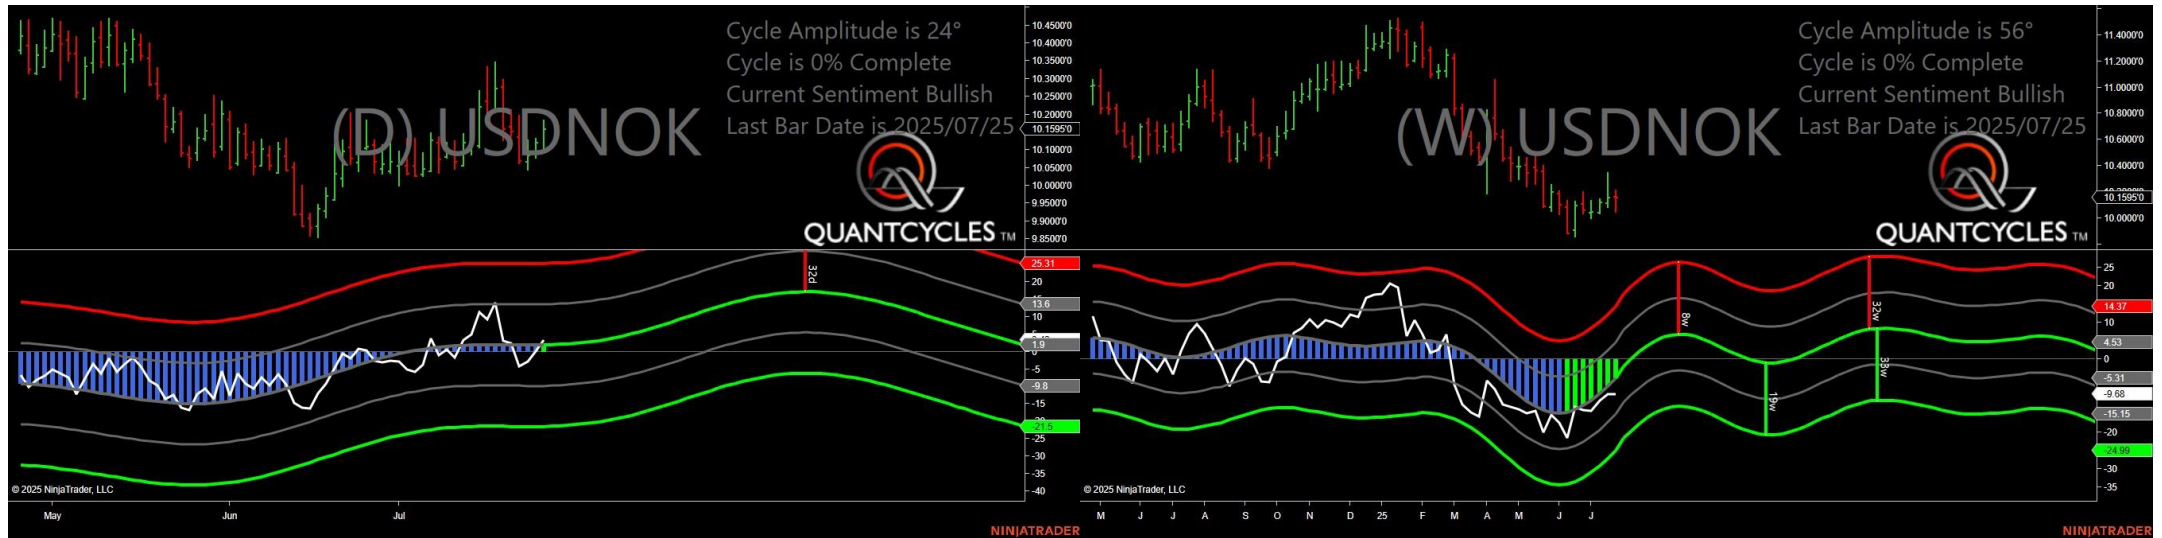 Cycle Amplitude is 24°
Cycle is 0% Complete
Current Sentiment Bullish
Last Bar Date is 2025/07/25
(D) USDNOK
QUANTCYCLES TM
10.4500'0
10.4000'0
10.3500'0
10.3000'0
10.2500'0
10.2000'0
10.1595'0
10.1000'0
10.0500'0
10.0000'0
9.9500'0
9.9000'0
9.8500'0
32d
25.31
20
13.6
10
1.9
0
-5
-9.8
-15
-21.5
-25
-30
-35
-40
© 2025 NinjaTrader, LLC
May Jun Jul
NINJATRADER
Cycle Amplitude is 56°
Cycle is 0% Complete
Current Sentiment Bullish
Last Bar Date is 2025/07/25
(W) USDNOK
QUANTCYCLES TM
11.4000'0
11.2000'0
11.0000'0
10.8000'0
10.6000'0
10.4000'0
10.1595'0
10.0000'0
8w
32w
19w
33w
25
14.37
10
4.53
0
-5.31
-9.68
-15.15
-20
-24.99
-30
-35
© 2025 NinjaTrader, LLC
M J J A S O N D 25 F M A M J J
NINJATRADER